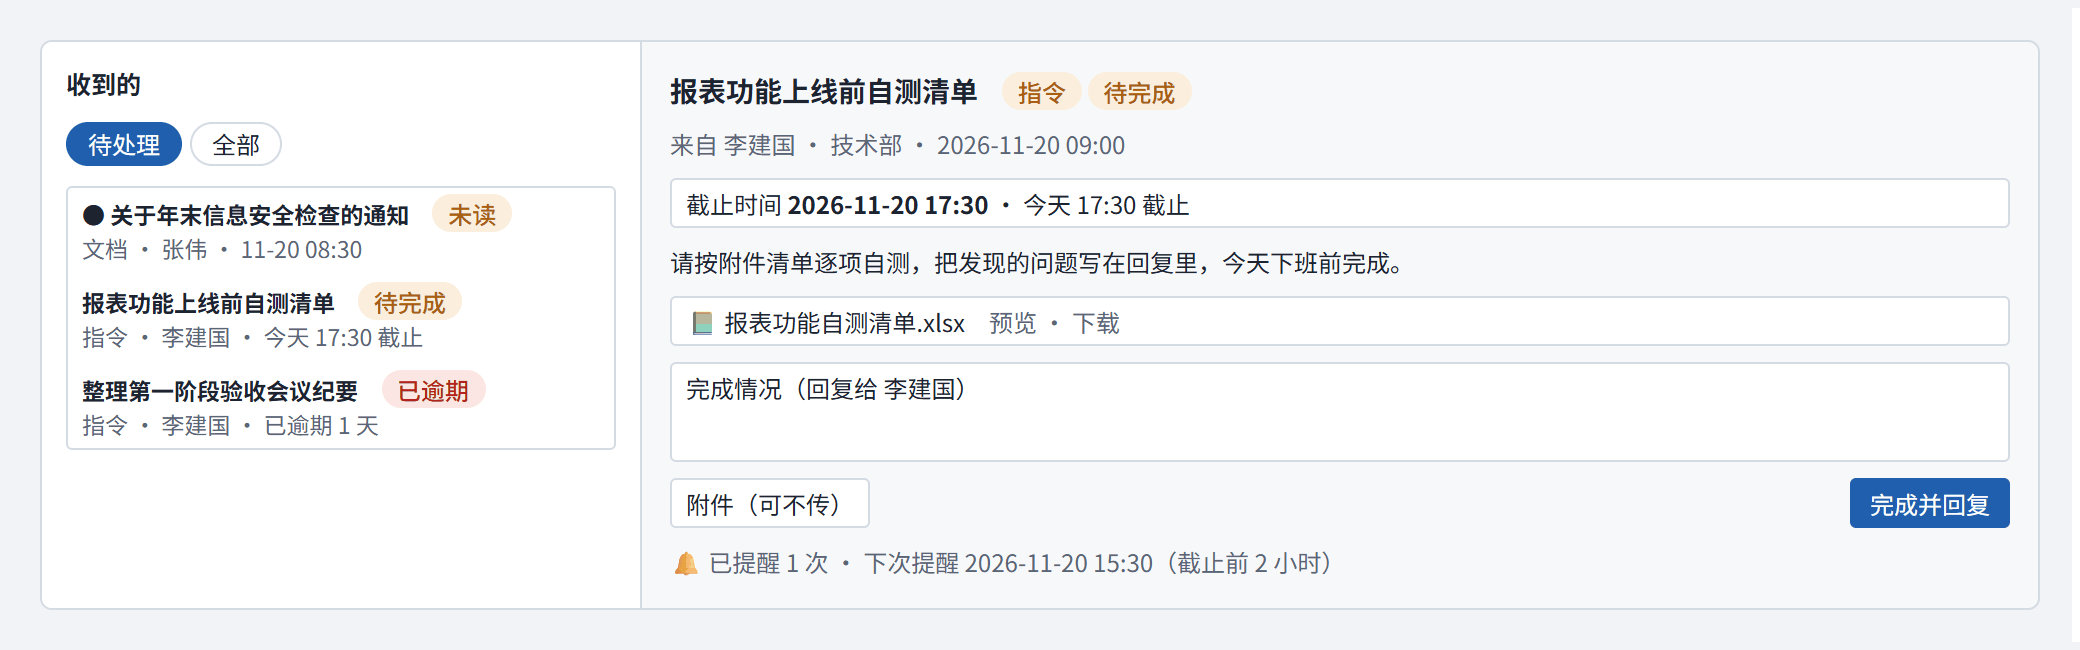 收到的
待处理 全部
● 关于年末信息安全检查的通知 未读
文档 · 张伟 · 11-20 08:30
报表功能上线前自测清单 待完成
指令 · 李建国 · 今天 17:30 截止
整理第一阶段验收会议纪要 已逾期
指令 · 李建国 · 已逾期 1 天
报表功能上线前自测清单 指令 待完成
来自 李建国 · 技术部 · 2026-11-20 09:00
截止时间 2026-11-20 17:30 · 今天 17:30 截止
请按附件清单逐项自测，把发现的问题写在回复里，今天下班前完成。
报表功能自测清单.xlsx 预览 · 下载
完成情况（回复给 李建国）
附件（可不传） 完成并回复
已提醒 1 次 · 下次提醒 2026-11-20 15:30（截止前 2 小时）